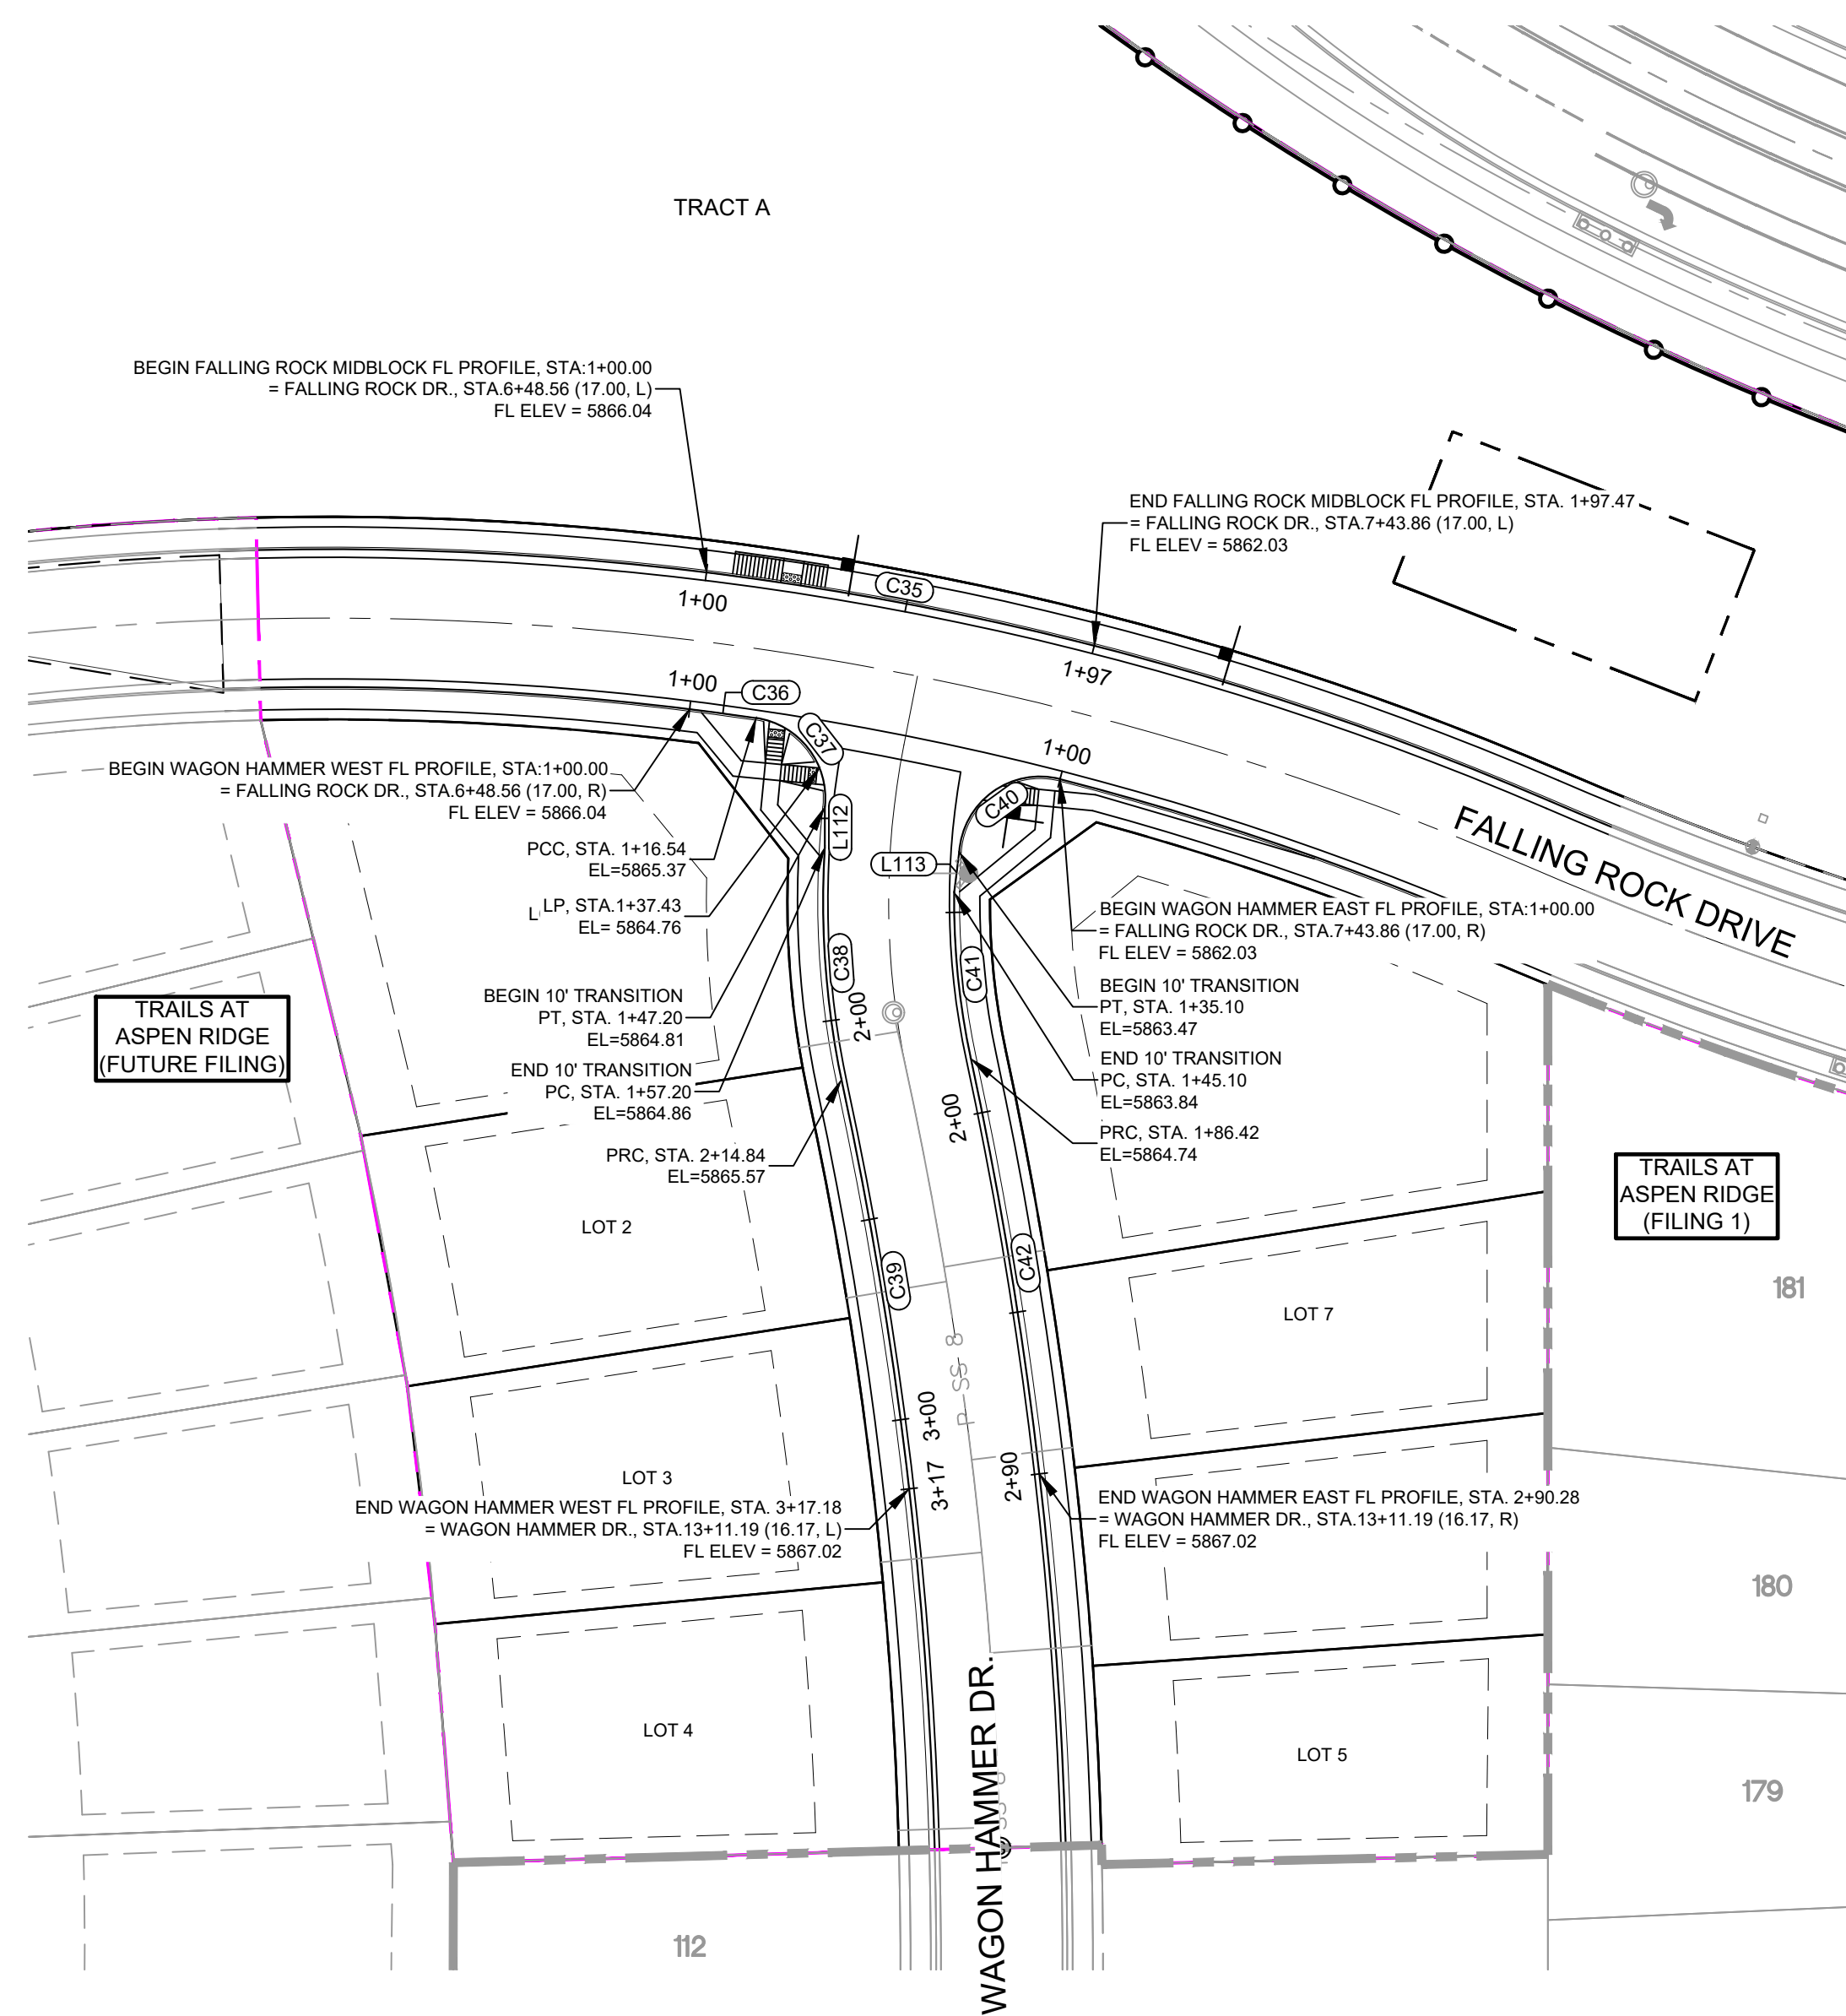 TRACT A
BEGIN FALLING ROCK MIDBLOCK FL PROFILE, STA:1+00.00
= FALLING ROCK DR., STA.6+48.56 (17.00, L)
FL ELEV = 5866.04
END FALLING ROCK MIDBLOCK FL PROFILE, STA. 1+97.47
= FALLING ROCK DR., STA.7+43.86 (17.00, L)
FL ELEV = 5862.03
C35
1+00
1+97
1+00
C36
C37
1+00
BEGIN WAGON HAMMER WEST FL PROFILE, STA:1+00.00
= FALLING ROCK DR., STA.6+48.56 (17.00, R)
FL ELEV = 5866.04
C40
L112
FALLING ROCK DRIVE
PCC, STA. 1+16.54
EL=5865.37
L113
LP, STA.1+37.43
EL= 5864.76
BEGIN WAGON HAMMER EAST FL PROFILE, STA:1+00.00
= FALLING ROCK DR., STA.7+43.86 (17.00, R)
FL ELEV = 5862.03
C38
C41
BEGIN 10' TRANSITION
PT, STA. 1+47.20
EL=5864.81
BEGIN 10' TRANSITION
PT, STA. 1+35.10
EL=5863.47
2+00
TRAILS AT
ASPEN RIDGE
(FUTURE FILING)
END 10' TRANSITION
PC, STA. 1+57.20
EL=5864.86
END 10' TRANSITION
PC, STA. 1+45.10
EL=5863.84
2+00
PRC, STA. 2+14.84
EL=5865.57
PRC, STA. 1+86.42
EL=5864.74
TRAILS AT
ASPEN RIDGE
(FILING 1)
LOT 2
C39
C42
181
LOT 7
P SS 8
3+00
LOT 3
3+17
2+90
END WAGON HAMMER WEST FL PROFILE, STA. 3+17.18
= WAGON HAMMER DR., STA.13+11.19 (16.17, L)
FL ELEV = 5867.02
END WAGON HAMMER EAST FL PROFILE, STA. 2+90.28
= WAGON HAMMER DR., STA.13+11.19 (16.17, R)
FL ELEV = 5867.02
180
LOT 4
LOT 5
179
WAGON HAMMER DR.
112